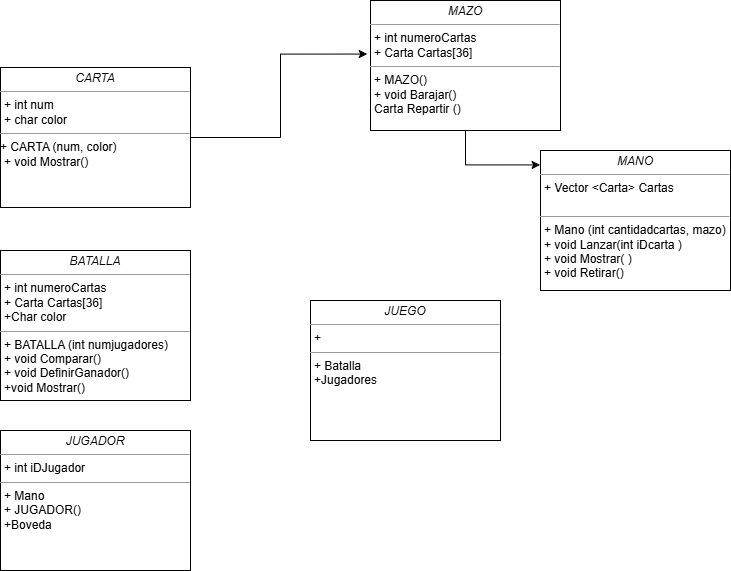 MAZO
+ int numeroCartas
+ Carta Cartas[36]
+ MAZO()
+ void Barajar()
Carta Repartir ()
CARTA
+ int num
+ char color
+ CARTA (num, color)
+ void Mostrar()
MANO
+ Vector <Carta> Cartas
+ Mano (int cantidadcartas, mazo)
+ void Lanzar(int iDcarta )
+ void Mostrar( )
+ void Retirar()
BATALLA
+ int numeroCartas
+ Carta Cartas[36]
+Char color
+ BATALLA (int numjugadores)
+ void Comparar()
+ void DefinirGanador()
+void Mostrar()
JUEGO
+
+ Batalla
+Jugadores
JUGADOR
+ int iDJugador
+ Mano
+ JUGADOR()
+Boveda